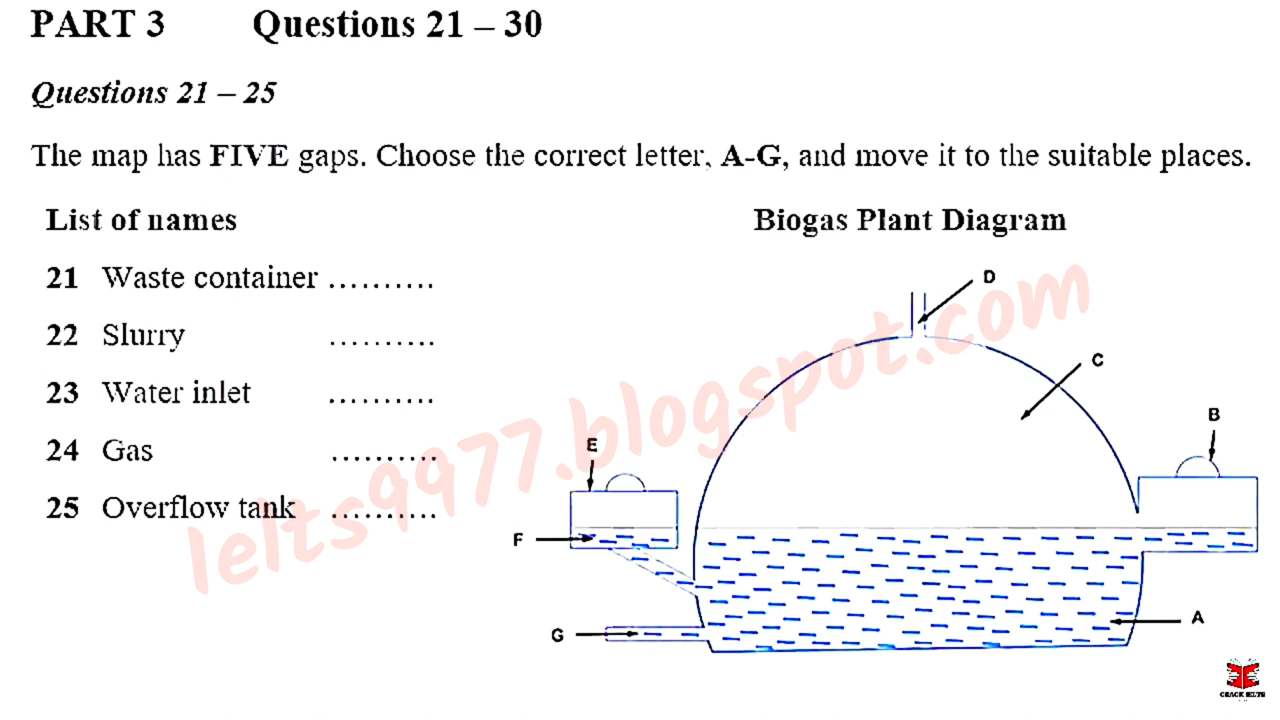 PART 3 Questions 21 – 30
Questions 21 – 25
The map has FIVE gaps. Choose the correct letter, A-G, and move it to the suitable places.
List of names
21 Waste container ..........
22 Slurry ..........
23 Water inlet ..........
24 Gas ..........
25 Overflow tank ..........
Biogas Plant Diagram
D
C
B
E
F
A
G
Ielts9977.blogspot.com
CRACK IELTS